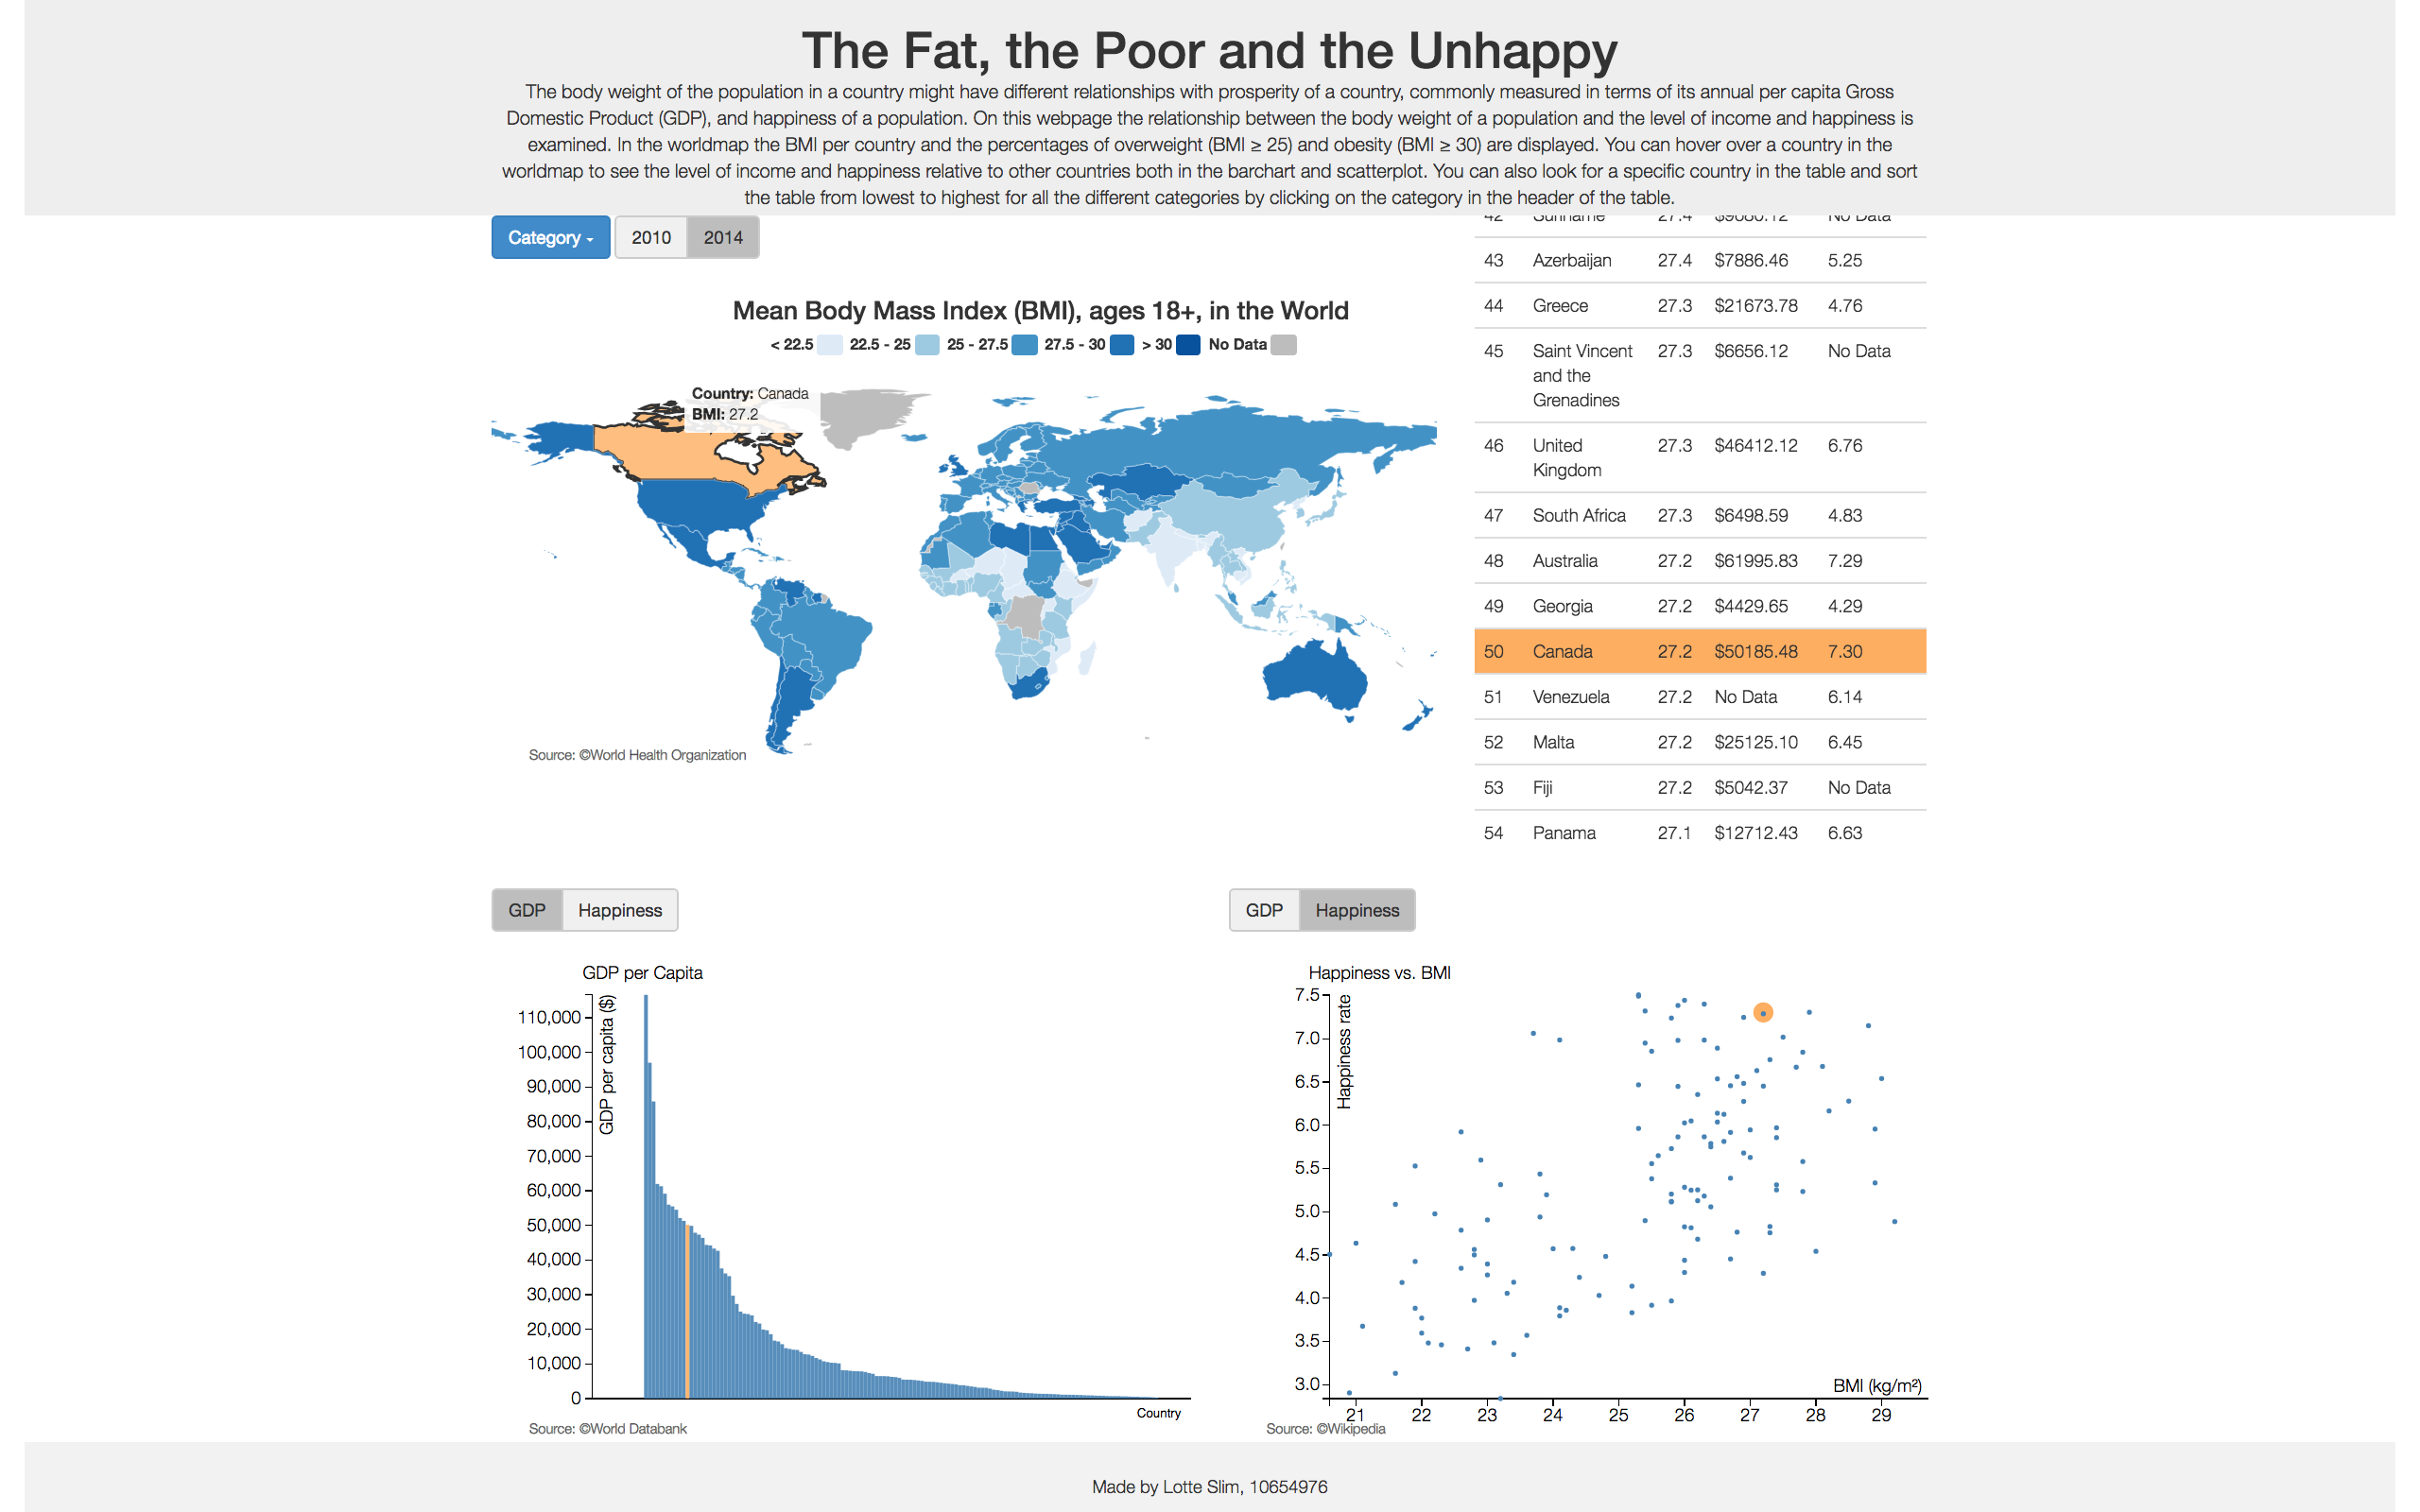 The Fat, the Poor and the Unhappy
The body weight of the population in a country might have different relationships with prosperity of a country, commonly measured in terms of its annual per capita Gross
Domestic Product (GDP), and happiness of a population. On this webpage the relationship between the body weight of a population and the level of income and happiness is
examined. In the worldmap the BMI per country and the percentages of overweight (BMI ≥ 25) and obesity (BMI ≥ 30) are displayed. You can hover over a country in the
worldmap to see the level of income and happiness relative to other countries both in the barchart and scatterplot. You can also look for a specific country in the table and sort
the table from lowest to highest for all the different categories by clicking on the category in the header of the table.
Category 2010 2014
Mean Body Mass Index (BMI), ages 18+, in the World
< 22.5 22.5 - 25 25 - 27.5 27.5 - 30 > 30 No Data
Country: Canada
BMI: 27.2
Source: ©World Health Organization
42 Suriname 27.4 $9680.12 No Data
43 Azerbaijan 27.4 $7886.46 5.25
44 Greece 27.3 $21673.78 4.76
45 Saint Vincent 27.3 $6656.12 No Data
and the
Grenadines
46 United 27.3 $46412.12 6.76
Kingdom
47 South Africa 27.3 $6498.59 4.83
48 Australia 27.2 $61995.83 7.29
49 Georgia 27.2 $4429.65 4.29
50 Canada 27.2 $50185.48 7.30
51 Venezuela 27.2 No Data 6.14
52 Malta 27.2 $25125.10 6.45
53 Fiji 27.2 $5042.37 No Data
54 Panama 27.1 $12712.43 6.63
GDP Happiness
GDP per Capita
GDP per capita ($)
110,000
100,000
90,000
80,000
70,000
60,000
50,000
40,000
30,000
20,000
10,000
0
Country
Source: ©World Databank
GDP Happiness
Happiness vs. BMI
Happiness rate
7.5
7.0
6.5
6.0
5.5
5.0
4.5
4.0
3.5
3.0
BMI (kg/m²)
21 22 23 24 25 26 27 28 29
Source: ©Wikipedia
Made by Lotte Slim, 10654976